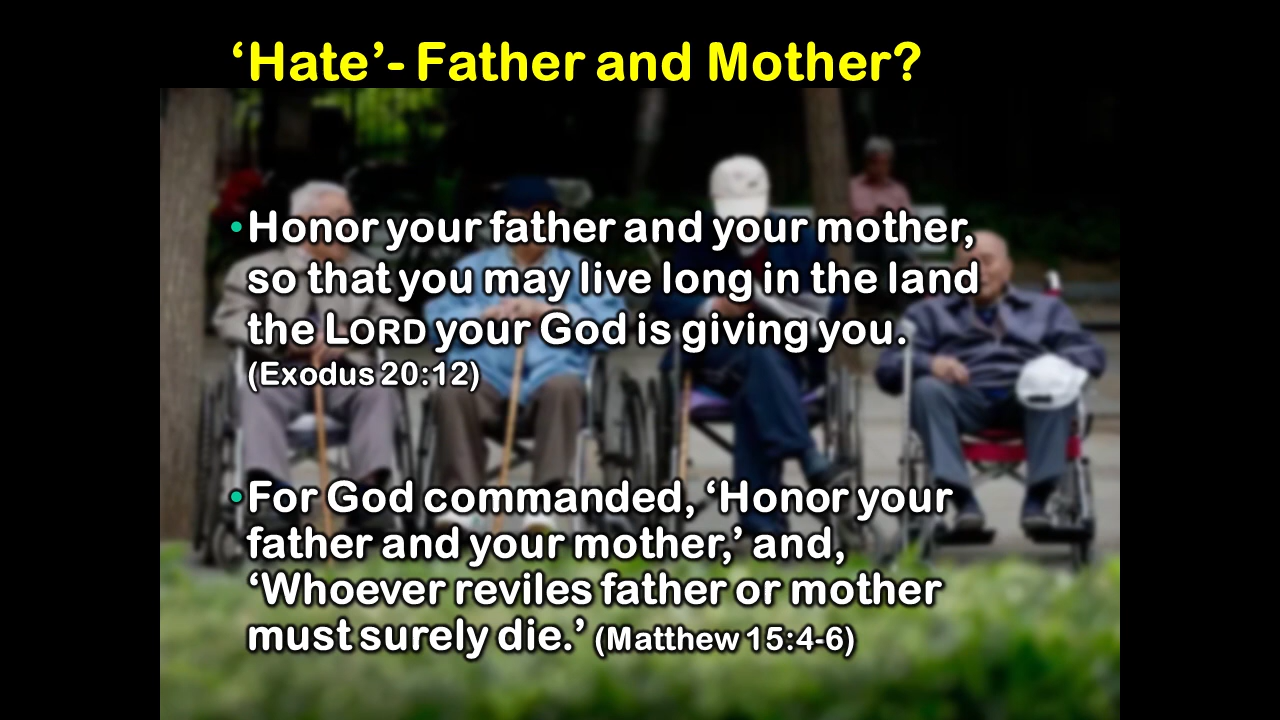 ‘Hate’- Father and Mother?
•Honor your father and your mother,
so that you may live long in the land
the LORD your God is giving you.
(Exodus 20:12)
•For God commanded, ‘Honor your
father and your mother,’ and,
‘Whoever reviles father or mother
must surely die.’ (Matthew 15:4-6)